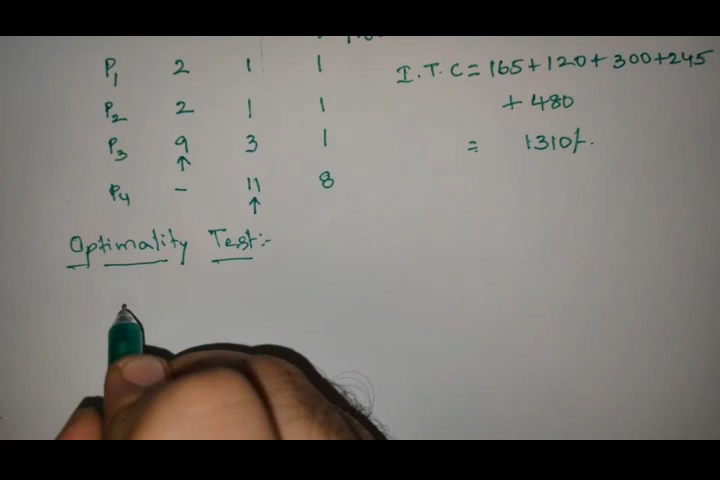 P1 2 1 1
P2 2 1 1
P3 9 3 1
↑
P4 - 11 8
↑
I.T.C = 165+120+300+245
+ 480
= 1310/-
Optimality Test:-